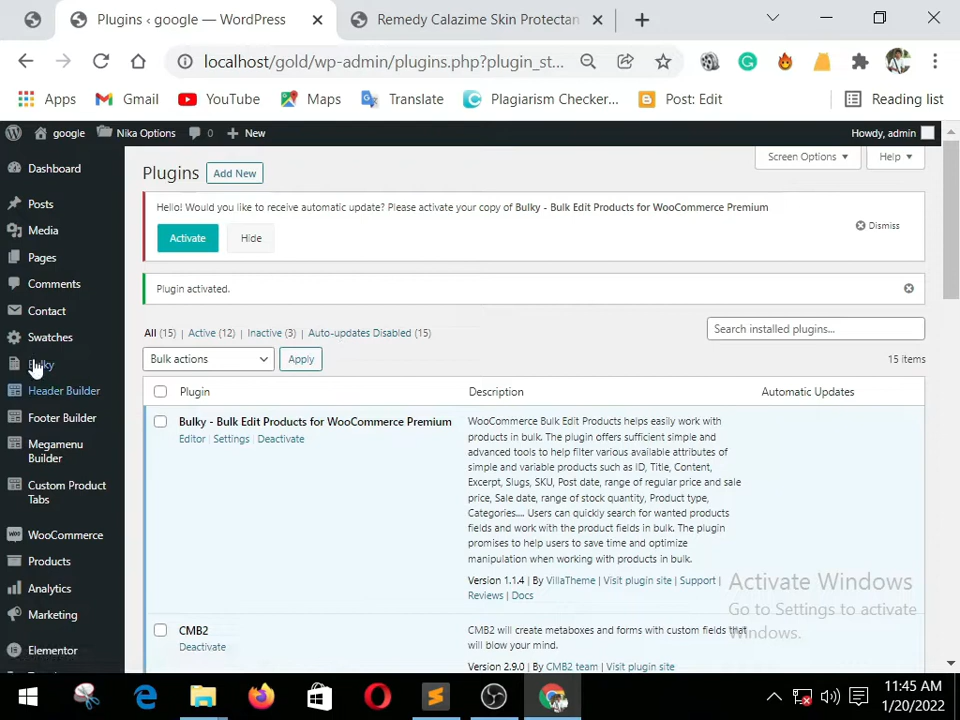 Plugins ‹ google — WordPress
Remedy Calazime Skin Protectan
localhost/gold/wp-admin/plugins.php?plugin_st...
Apps
Gmail
YouTube
Maps
Translate
Plagiarism Checker...
Post: Edit
Reading list
google
Nika Options
0
New
Howdy, admin
Dashboard
Posts
Media
Pages
Comments
Contact
Swatches
Bulky
Header Builder
Footer Builder
Megamenu
Builder
Custom Product
Tabs
WooCommerce
Products
Analytics
Marketing
Elementor
Screen Options
Help
Plugins
Add New
Hello! Would you like to receive automatic update? Please activate your copy of Bulky - Bulk Edit Products for WooCommerce Premium
Dismiss
Activate
Hide
Plugin activated.
All (15) | Active (12) | Inactive (3) | Auto-updates Disabled (15)
Search installed plugins...
Bulk actions
Apply
15 items
Plugin
Description
Automatic Updates
Bulky - Bulk Edit Products for WooCommerce Premium
Editor | Settings | Deactivate
WooCommerce Bulk Edit Products helps easily work with
products in bulk. The plugin offers sufficient simple and
advanced tools to help filter various available attributes of
simple and variable products such as ID, Title, Content,
Excerpt, Slugs, SKU, Post date, range of regular price and sale
price, Sale date, range of stock quantity, Product type,
Categories.... Users can quickly search for wanted products
fields and work with the product fields in bulk. The plugin
promises to help users to save time and optimize
manipulation when working with products in bulk.
Version 1.1.4 | By VillaTheme | Visit plugin site | Support |
Reviews | Docs
CMB2
Deactivate
CMB2 will create metaboxes and forms with custom fields that
will blow your mind.
Version 2.9.0 | By CMB2 team | Visit plugin site
Activate Windows
Go to Settings to activate
Windows.
11:45 AM
1/20/2022